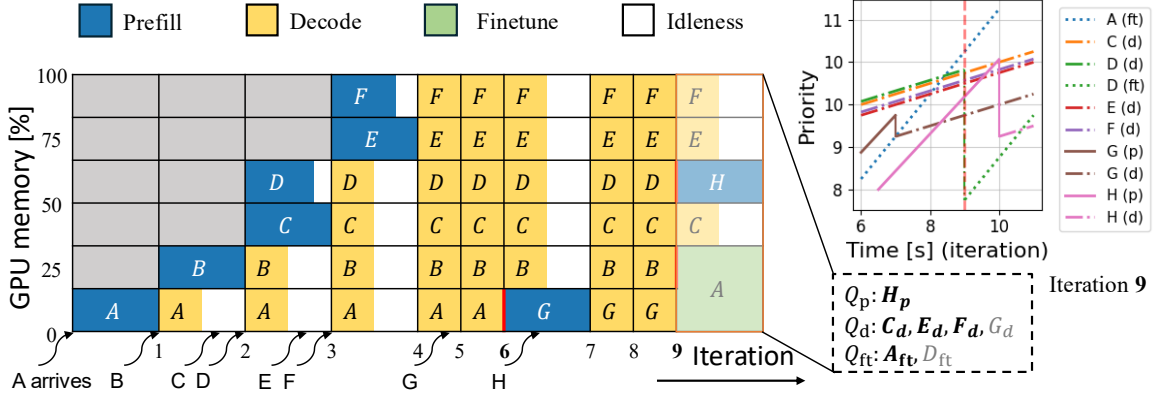 Prefill Decode Finetune Idleness
GPU memory [%]
100
75
50
25
0
F F F F F F F
E E E E E E E
D D D D D D D H
C C C C C C C C
B B B B B B B B
A A A A A G G G A
1 2 3 4 5 6 7 8 9 Iteration
A arrives B C D E F G H
Priority
11
10
10
9
8
6 8 10
Time [s] (iteration)
A (ft)
C (d)
D (d)
D (ft)
E (d)
F (d)
G (p)
G (d)
H (p)
H (d)
Iteration 9
Qp: Hp
Qd: Cd, Ed, Fd, Gd
Qft: Aft, Dft